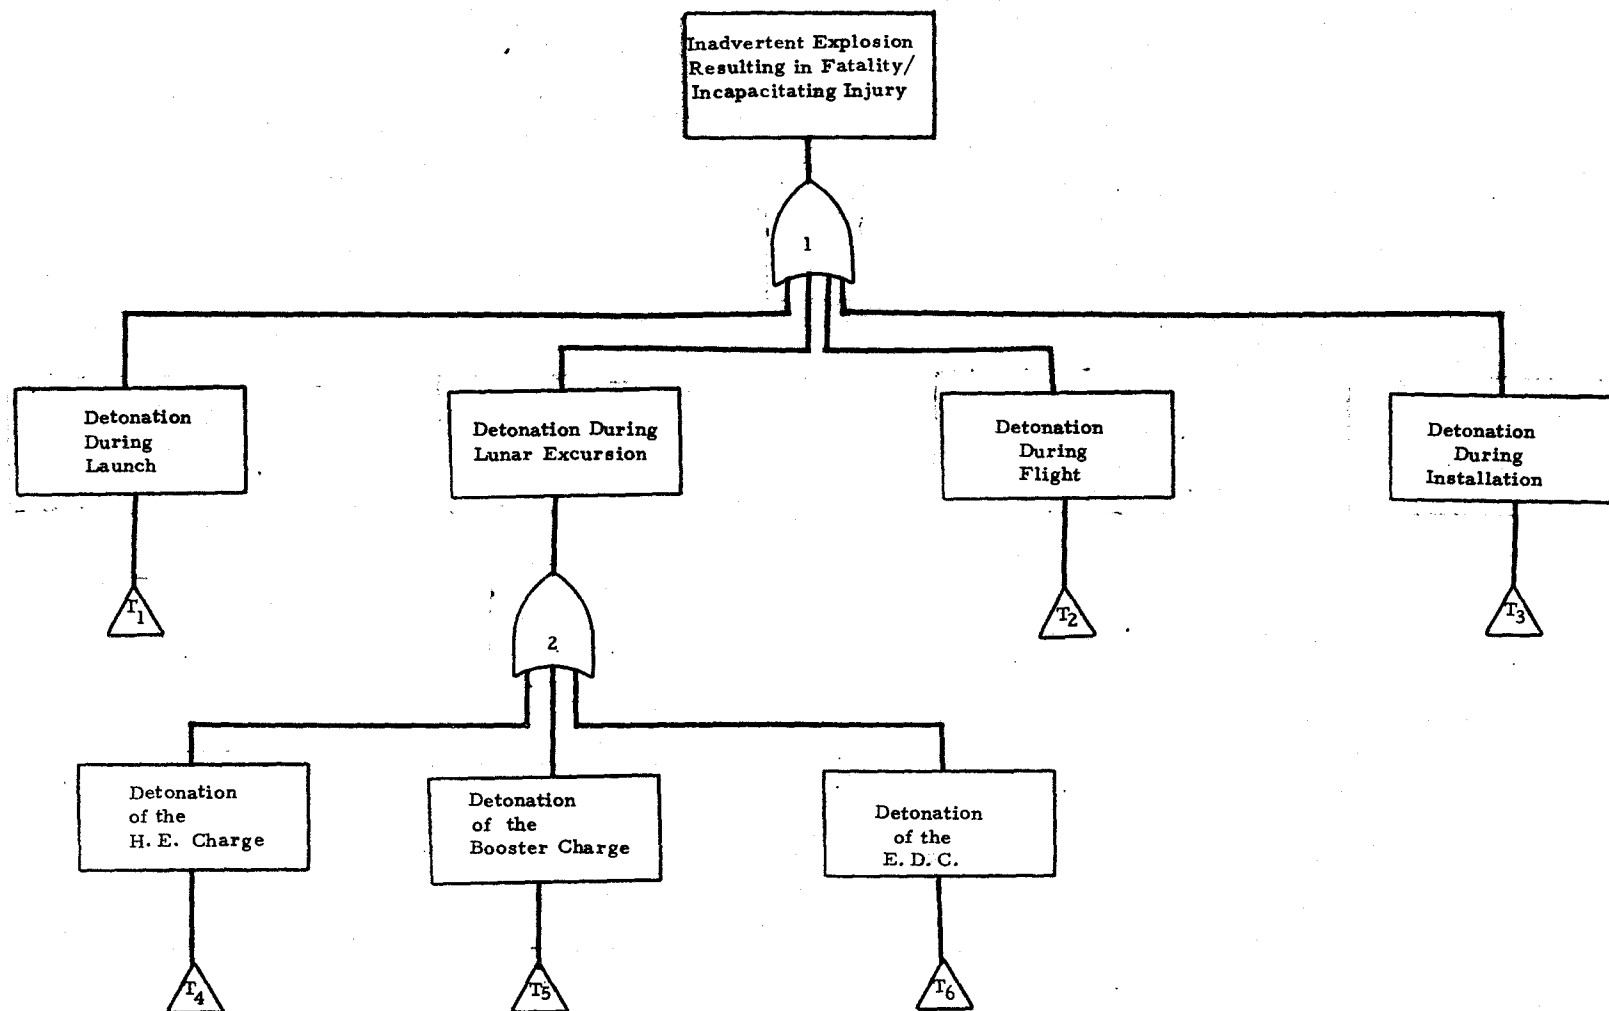 Inadvertent Explosion
Resulting in Fatality/
Incapacitating Injury
1
Detonation
During
Launch
Detonation During
Lunar Excursion
Detonation
During
Flight
Detonation
During
Installation
T1
2
T2
T3
Detonation
of the
H. E. Charge
Detonation
of the
Booster Charge
Detonation
of the
E. D. C.
T4
T5
T6